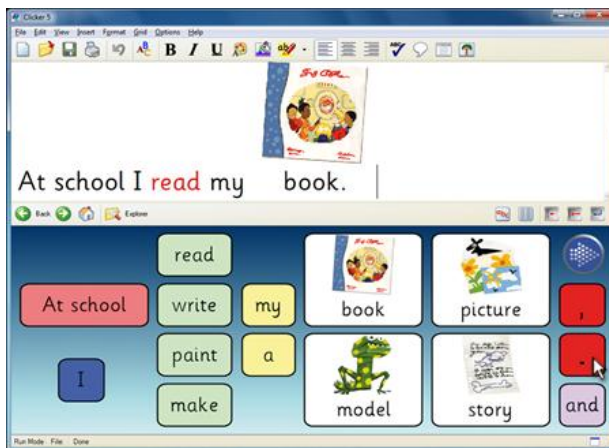 Clicker 5
File Edit View Insert Format Grid Options Help
B I U
At school I read my book.
Back Explorer
read
At school write my book picture ,
I paint a .
make model story and
Run Mode File Done